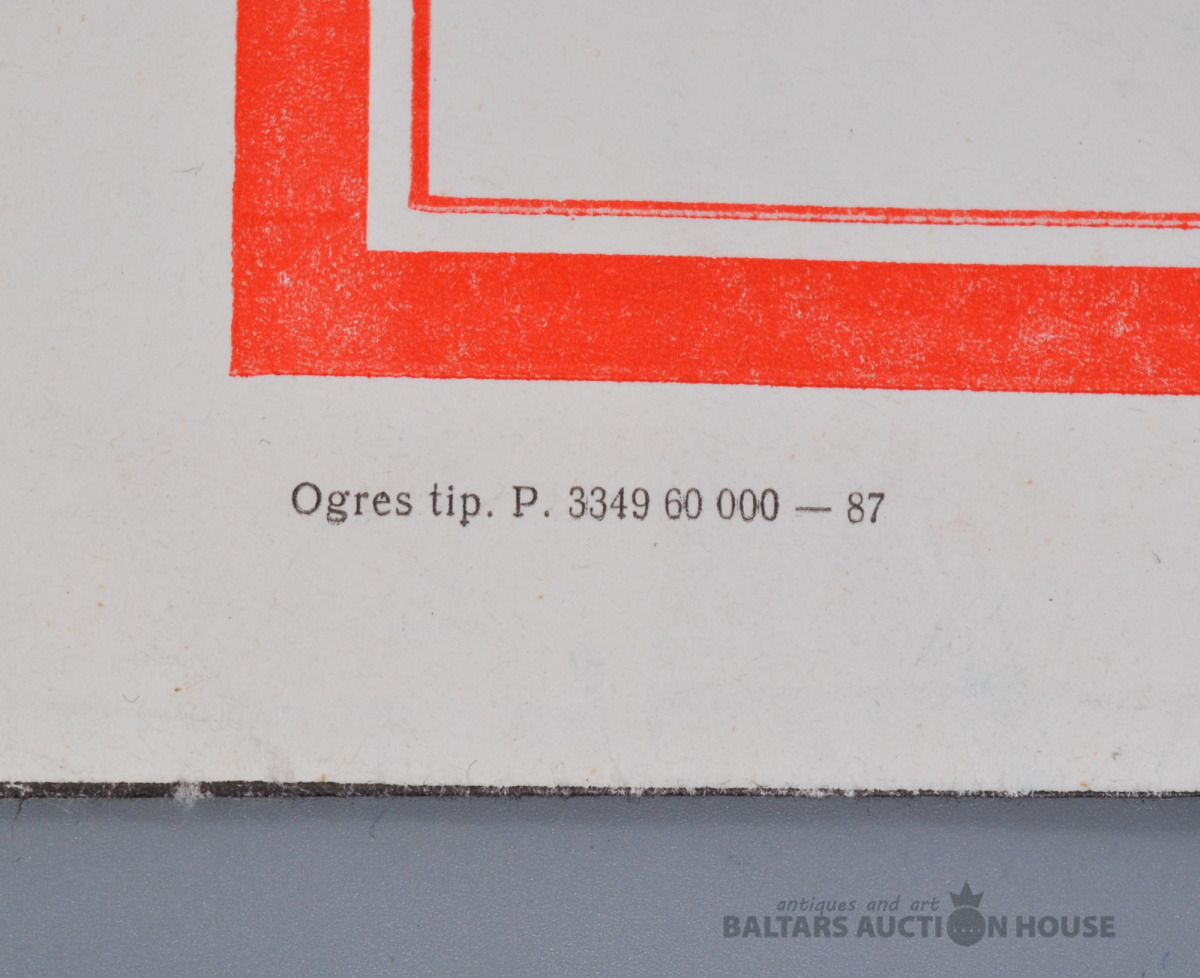 Ogres tip. P. 3349 60 000 — 87
antiques and art
BALTARS AUCTION HOUSE